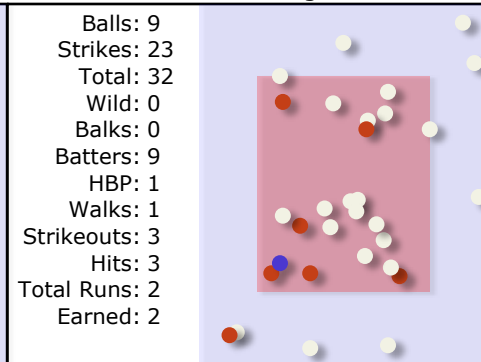 Balls: 9
Strikes: 23
Total: 32
Wild: 0
Balks: 0
Batters: 9
HBP: 1
Walks: 1
Strikeouts: 3
Hits: 3
Total Runs: 2
Earned: 2